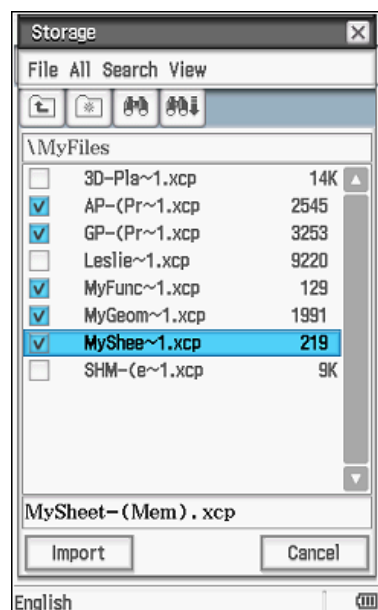 Storage
File All Search View
\MyFiles
3D-Pla~1.xcp 14K
AP-(Pr~1.xcp 2545
GP-(Pr~1.xcp 3253
Leslie~1.xcp 9220
MyFunc~1.xcp 129
MyGeom~1.xcp 1991
MyShee~1.xcp 219
SHM-(e~1.xcp 9K
MySheet-(Mem).xcp
Import Cancel
English